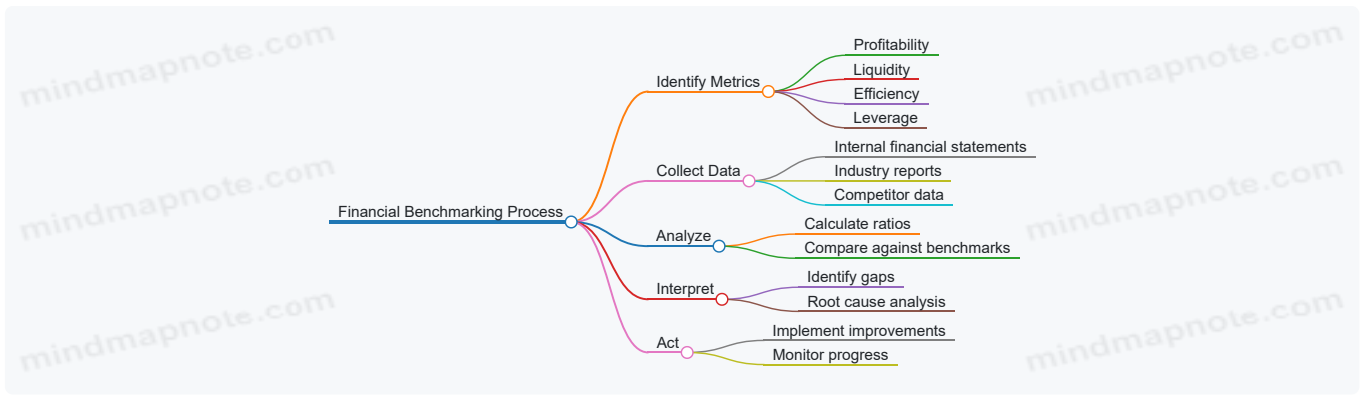 mindmapnote.com
mindmapnote.com
Profitability
Identify Metrics
Liquidity
Efficiency
Leverage
Internal financial statements
Collect Data
Industry reports
Competitor data
mindmapnote.com
mindmapnote.com
Financial Benchmarking Process
Calculate ratios
Analyze
Compare against benchmarks
Identify gaps
Interpret
Root cause analysis
Implement improvements
Act
Monitor progress
mindmapnote.com
mindmapnote.com